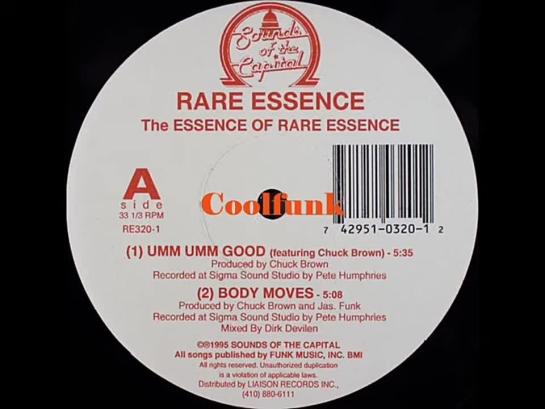 Sounds
of the
Capital
RARE ESSENCE
The ESSENCE OF RARE ESSENCE
A
side
33 1/3 RPM
RE320-1
Coolfunk
7 42951-0320-1 2
(1) UMM UMM GOOD (featuring Chuck Brown) - 5:35
Produced by Chuck Brown
Recorded at Sigma Sound Studio by Pete Humphries
(2) BODY MOVES - 5:08
Produced by Chuck Brown and Jas. Funk
Recorded at Sigma Sound Studio by Pete Humphries
Mixed By Dirk Devilen
©℗1995 SOUNDS OF THE CAPITAL
All songs published by FUNK MUSIC, INC. BMI
All rights reserved. Unauthorized duplication
is a violation of applicable laws.
Distributed by LIAISON RECORDS INC.,
(410) 880-6111